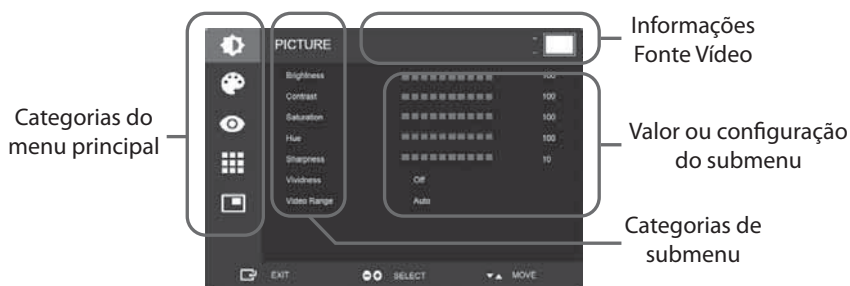 Informações
Fonte Vídeo
PICTURE
Brightness 100
Contrast 100
Saturation 100
Hue 100
Sharpness 10
Vividness Off
Video Range Auto
Categorias do
menu principal
Valor ou configuração
do submenu
Categorias de
submenu
EXIT SELECT MOVE